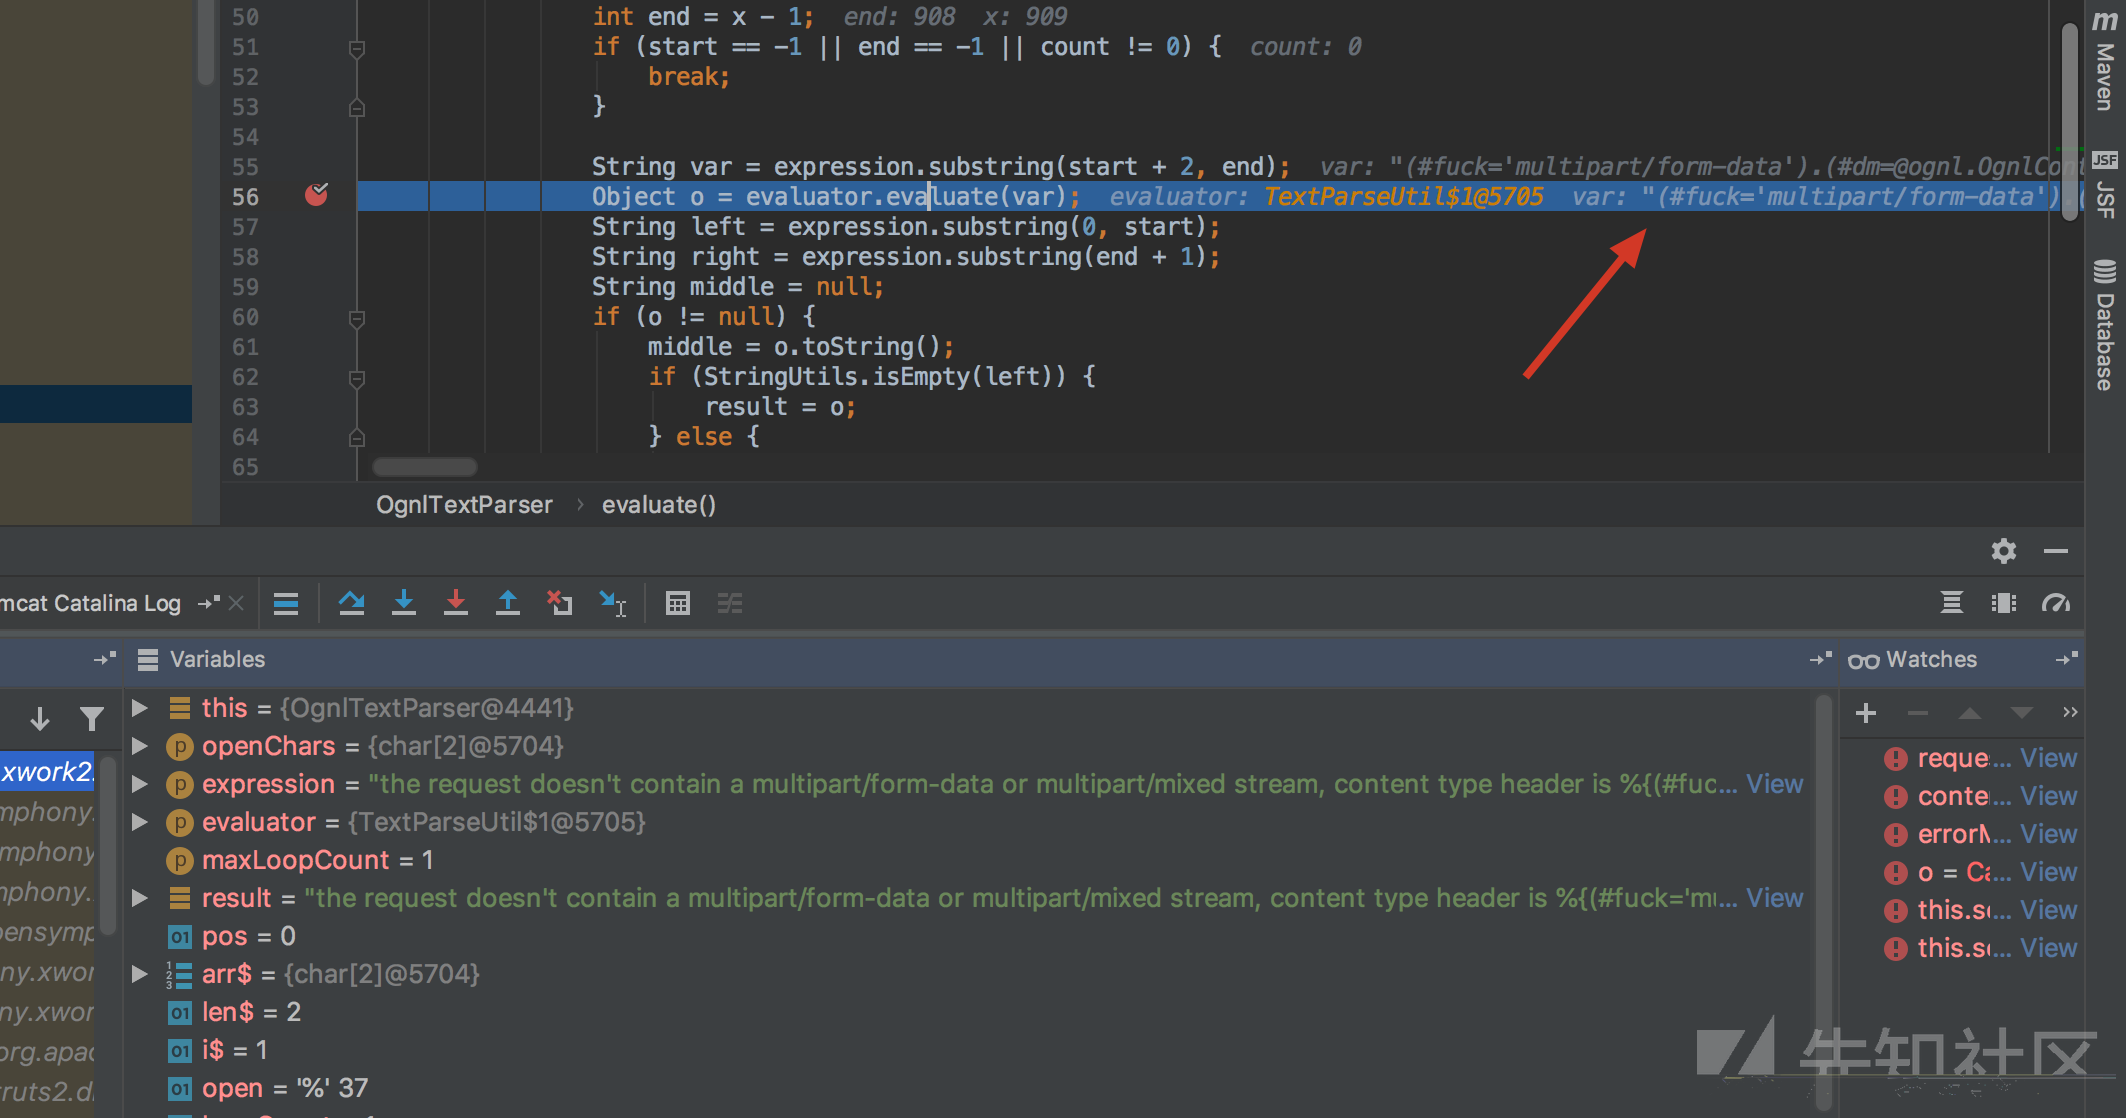 50 int end = x - 1; end: 908 x: 909
51 if (start == -1 || end == -1 || count != 0) { count: 0
52 break;
53 }
54
55 String var = expression.substring(start + 2, end); var: "(#fuck='multipart/form-data').(#dm=@ognl.OgnlCont
56 Object o = evaluator.evaluate(var); evaluator: TextParseUtil$1@5705 var: "(#fuck='multipart/form-data').(
57 String left = expression.substring(0, start);
58 String right = expression.substring(end + 1);
59 String middle = null;
60 if (o != null) {
61 middle = o.toString();
62 if (StringUtils.isEmpty(left)) {
63 result = o;
64 } else {
65
Maven
JSF
JSF
Database
OgnlTextParser › evaluate()
mcat Catalina Log
Variables
Watches
this = {OgnlTextParser@4441}
openChars = {char[2]@5704}
expression = "the request doesn't contain a multipart/form-data or multipart/mixed stream, content type header is %{(#fuc... View
evaluator = {TextParseUtil$1@5705}
maxLoopCount = 1
result = "the request doesn't contain a multipart/form-data or multipart/mixed stream, content type header is %{(#fuck='mu... View
pos = 0
arr$ = {char[2]@5704}
len$ = 2
i$ = 1
open = '%' 37
xwork2.
mphony.
mphony
mphony.
ensymp
ny.xwor
ny.xwor
org.apac
ruts2.d
reque... View
conte... View
errorM... View
o = Ca... View
this.se... View
this.se... View
先知社区